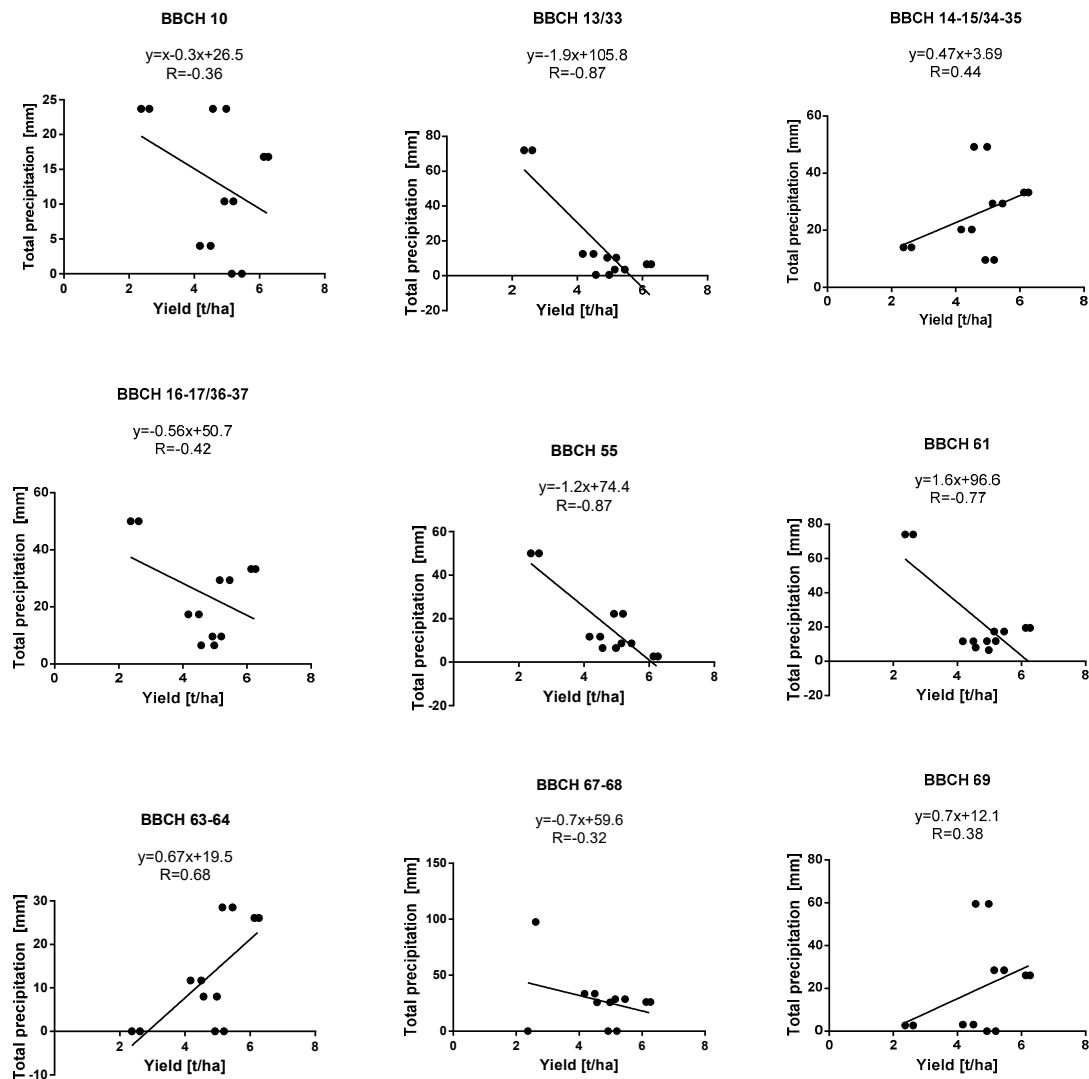 BBCH 10
y=x-0.3x+26.5
R=-0.36
Total precipitation [mm]
25
20
15
10
5
0
0 2 4 6 8
Yield [t/ha]
BBCH 13/33
y=-1.9x+105.8
R=-0.87
Total precipitation [mm]
80
60
40
20
0
-20
2 4 6 8
Yield [t/ha]
BBCH 14-15/34-35
y=0.47x+3.69
R=0.44
Total precipitation [mm]
60
40
20
0
0 2 4 6 8
Yield [t/ha]
BBCH 16-17/36-37
y=-0.56x+50.7
R=-0.42
Total precipitation [mm]
60
40
20
0
0 2 4 6 8
Yield [t/ha]
BBCH 55
y=-1.2x+74.4
R=-0.87
Total precipitation [mm]
60
40
20
0
-20
2 4 6 8
Yield [t/ha]
BBCH 61
y=1.6x+96.6
R=-0.77
Total precipitation [mm]
80
60
40
20
0
-20
2 4 6 8
Yield [t/ha]
BBCH 63-64
y=0.67x+19.5
R=0.68
Total precipitation [mm]
30
20
10
0
-10
2 4 6 8
Yield [t/ha]
BBCH 67-68
y=-0.7x+59.6
R=-0.32
Total precipitation [mm]
150
100
50
0
0 2 4 6 8
Yield [t/ha]
BBCH 69
y=0.7x+12.1
R=0.38
Total precipitation [mm]
80
60
40
20
0
0 2 4 6 8
Yield [t/ha]